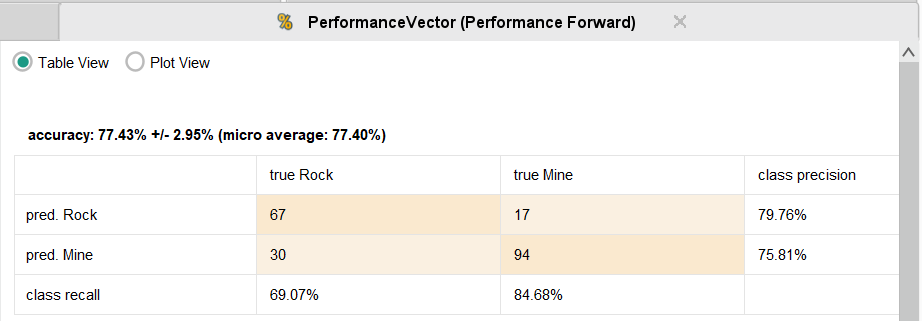 PerformanceVector (Performance Forward)
Table View Plot View
accuracy: 77.43% +/- 2.95% (micro average: 77.40%)
true Rock true Mine class precision
pred. Rock 67 17 79.76%
pred. Mine 30 94 75.81%
class recall 69.07% 84.68%